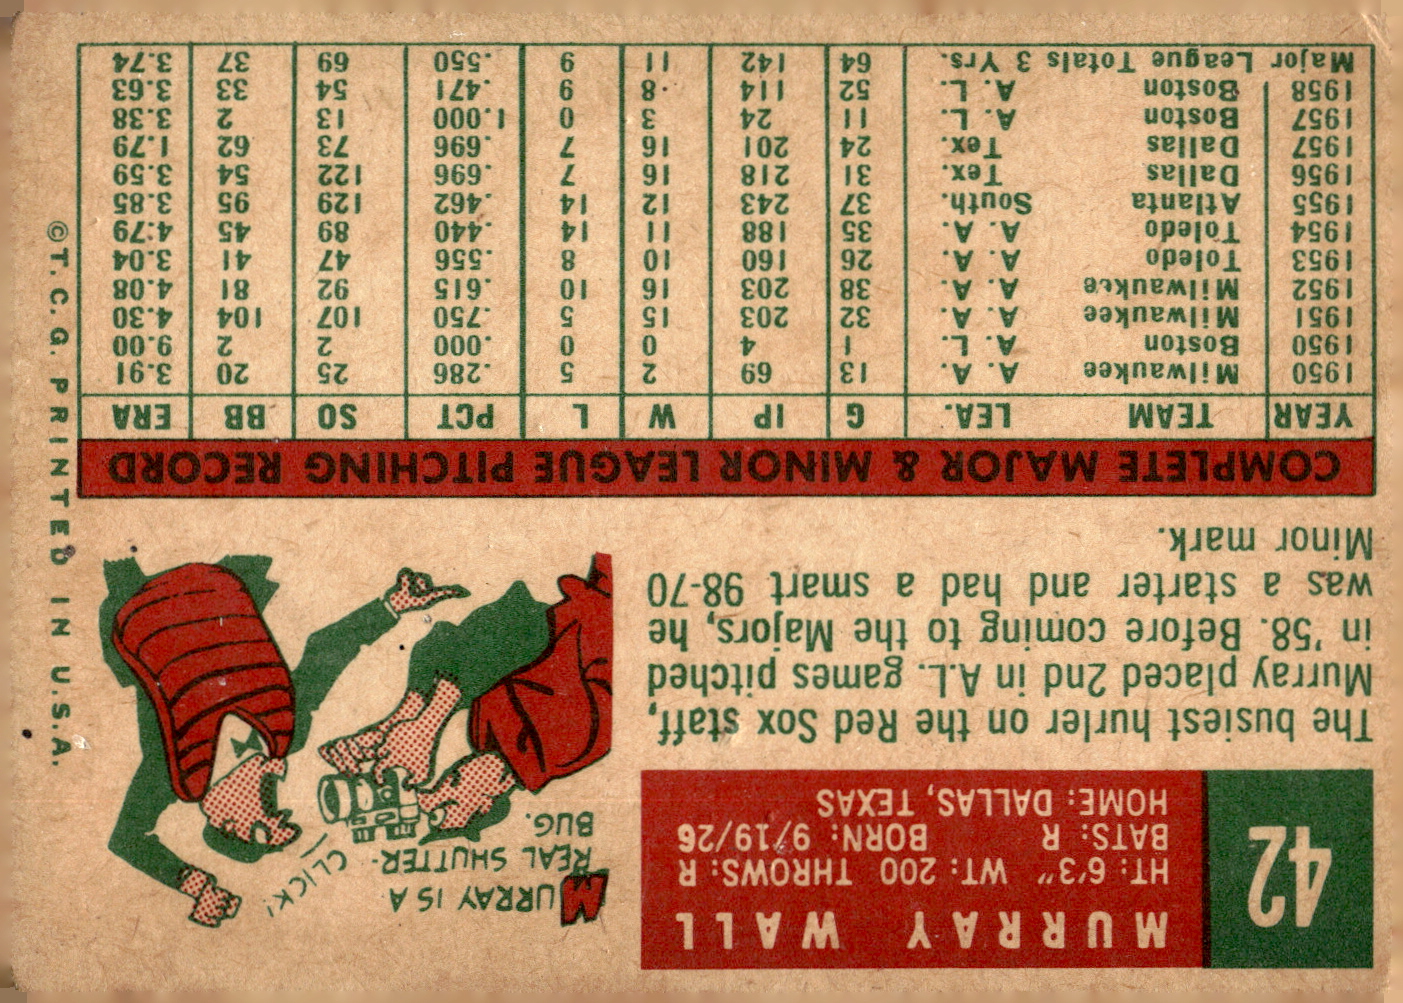 42
MURRAY WALL
HT: 6'3" WT: 200 THROWS: R
BATS: R BORN: 9/19/26
HOME: DALLAS, TEXAS
MURRAY IS A
REAL SHUTTER-
BUG.
CLICK!
The busiest hurler on the Red Sox staff,
Murray placed 2nd in A.L. games pitched
in '58. Before coming to the Majors, he
was a starter and had a smart 98-70
Minor mark.
COMPLETE MAJOR & MINOR LEAGUE PITCHING RECORD
YEAR TEAM LEA. G IP W L PCT SO BB ERA
1950 Milwaukee A. A. 13 69 2 5 .286 25 20 3.91
1950 Boston A. L. 1 4 0 0 .000 2 2 9.00
1951 Milwaukee A. A. 32 203 15 5 .750 107 104 4.30
1952 Milwaukee A. A. 38 203 16 10 .615 92 81 4.08
1953 Toledo A. A. 26 160 10 8 .556 47 41 3.04
1954 Toledo A. A. 35 188 11 14 .440 89 45 4.79
1955 Atlanta South. 37 243 12 14 .462 129 95 3.85
1956 Dallas Tex. 31 218 16 7 .696 122 54 3.59
1957 Dallas Tex. 24 201 16 7 .696 73 62 1.79
1957 Boston A. L. 11 24 3 0 1.000 13 2 3.38
1958 Boston A. L. 52 114 8 9 .471 54 33 3.63
Major League Totals 3 Yrs. 64 142 11 9 .550 69 37 3.74
©T. C. G. PRINTED IN U.S.A.